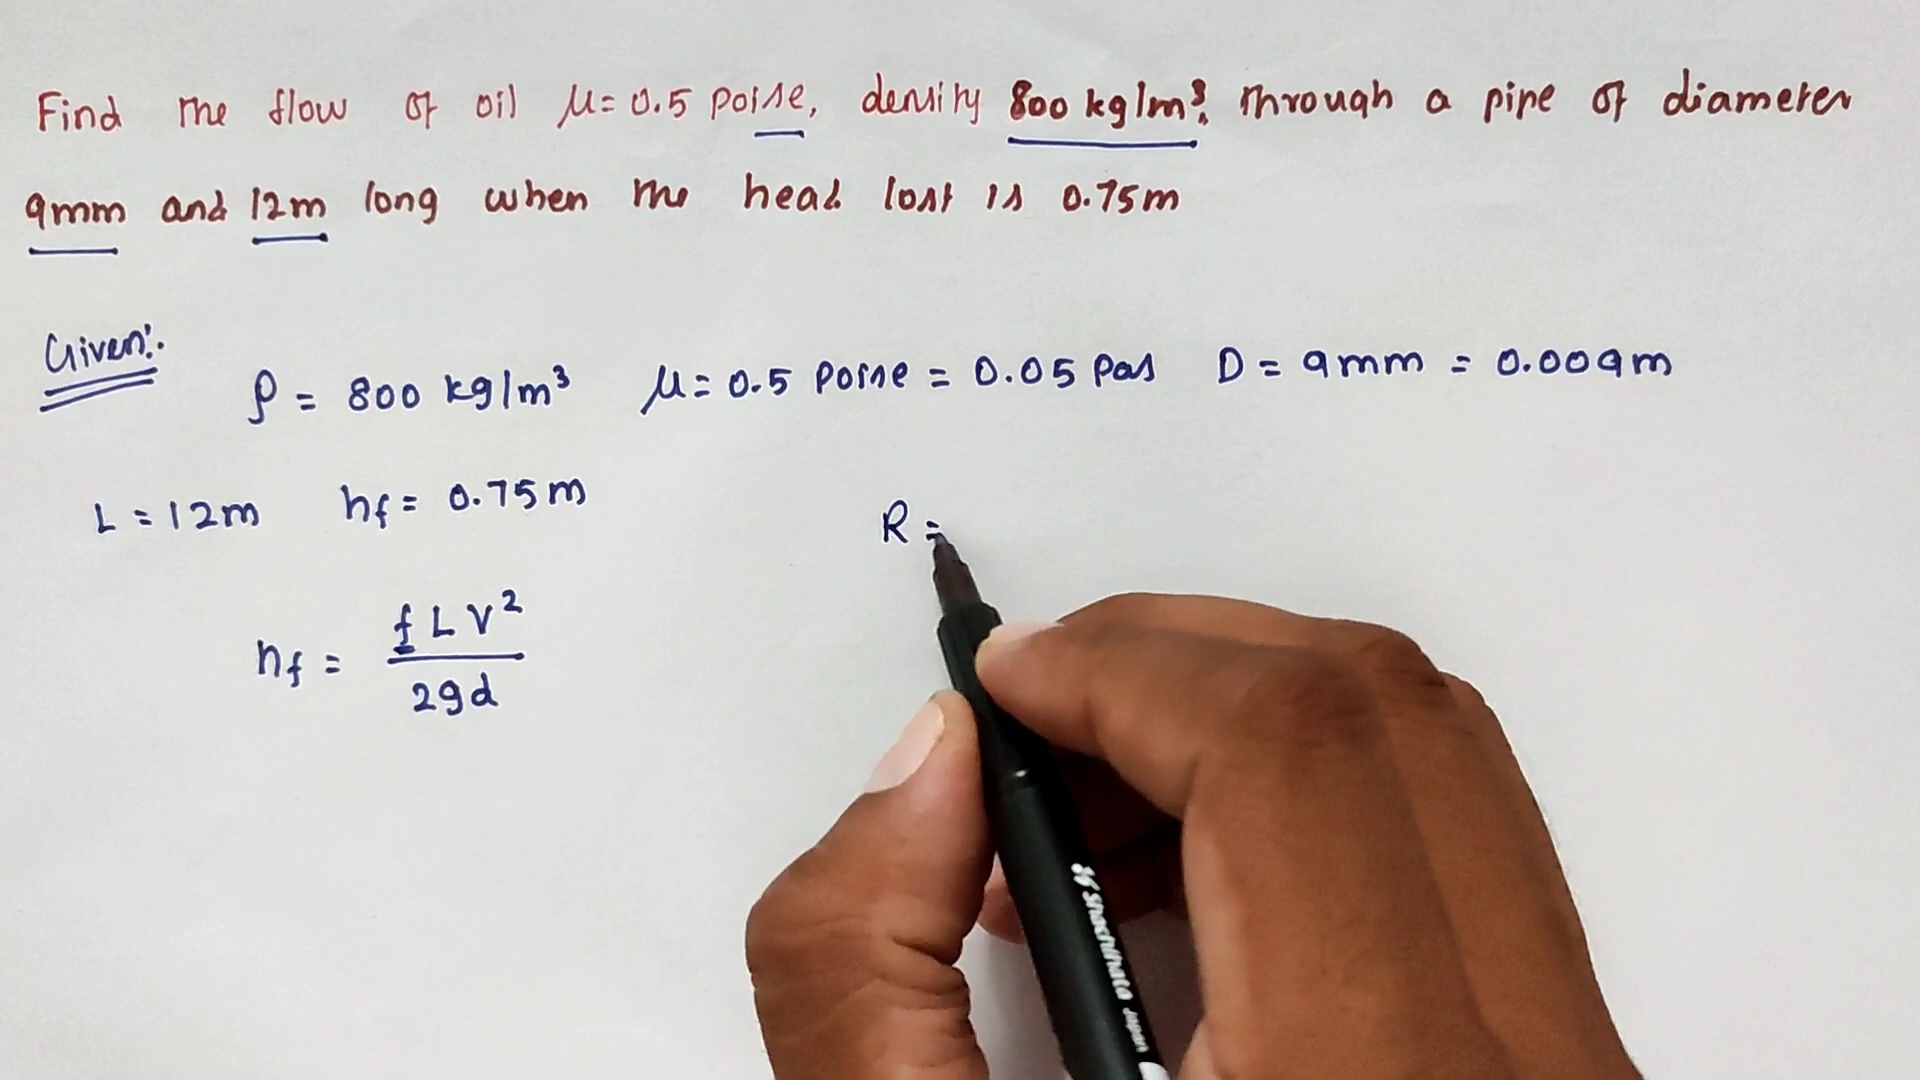 Find the flow of oil μ= 0.5 poise, density 800 kg/m³. Through a pipe of diameter
9mm and 12m long when the head lost is 0.75m
Given:
ρ = 800 kg/m³ μ= 0.5 poise = 0.05 Pas D = 9mm = 0.009m
L = 12m hf = 0.75m
R =
hf = fLV²
2gd
Shachihata Japan